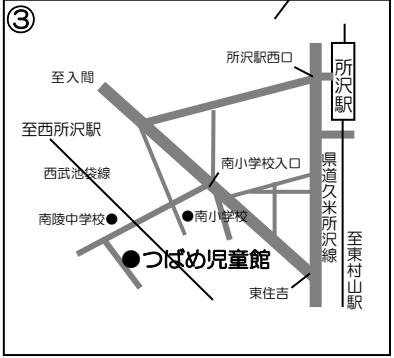 ③
所沢駅西口
所沢駅
至入間
至西所沢駅
南小学校入口
西武池袋線
県道久米所沢線
南陵中学校
南小学校
至東村山駅
つばめ児童館
東住吉